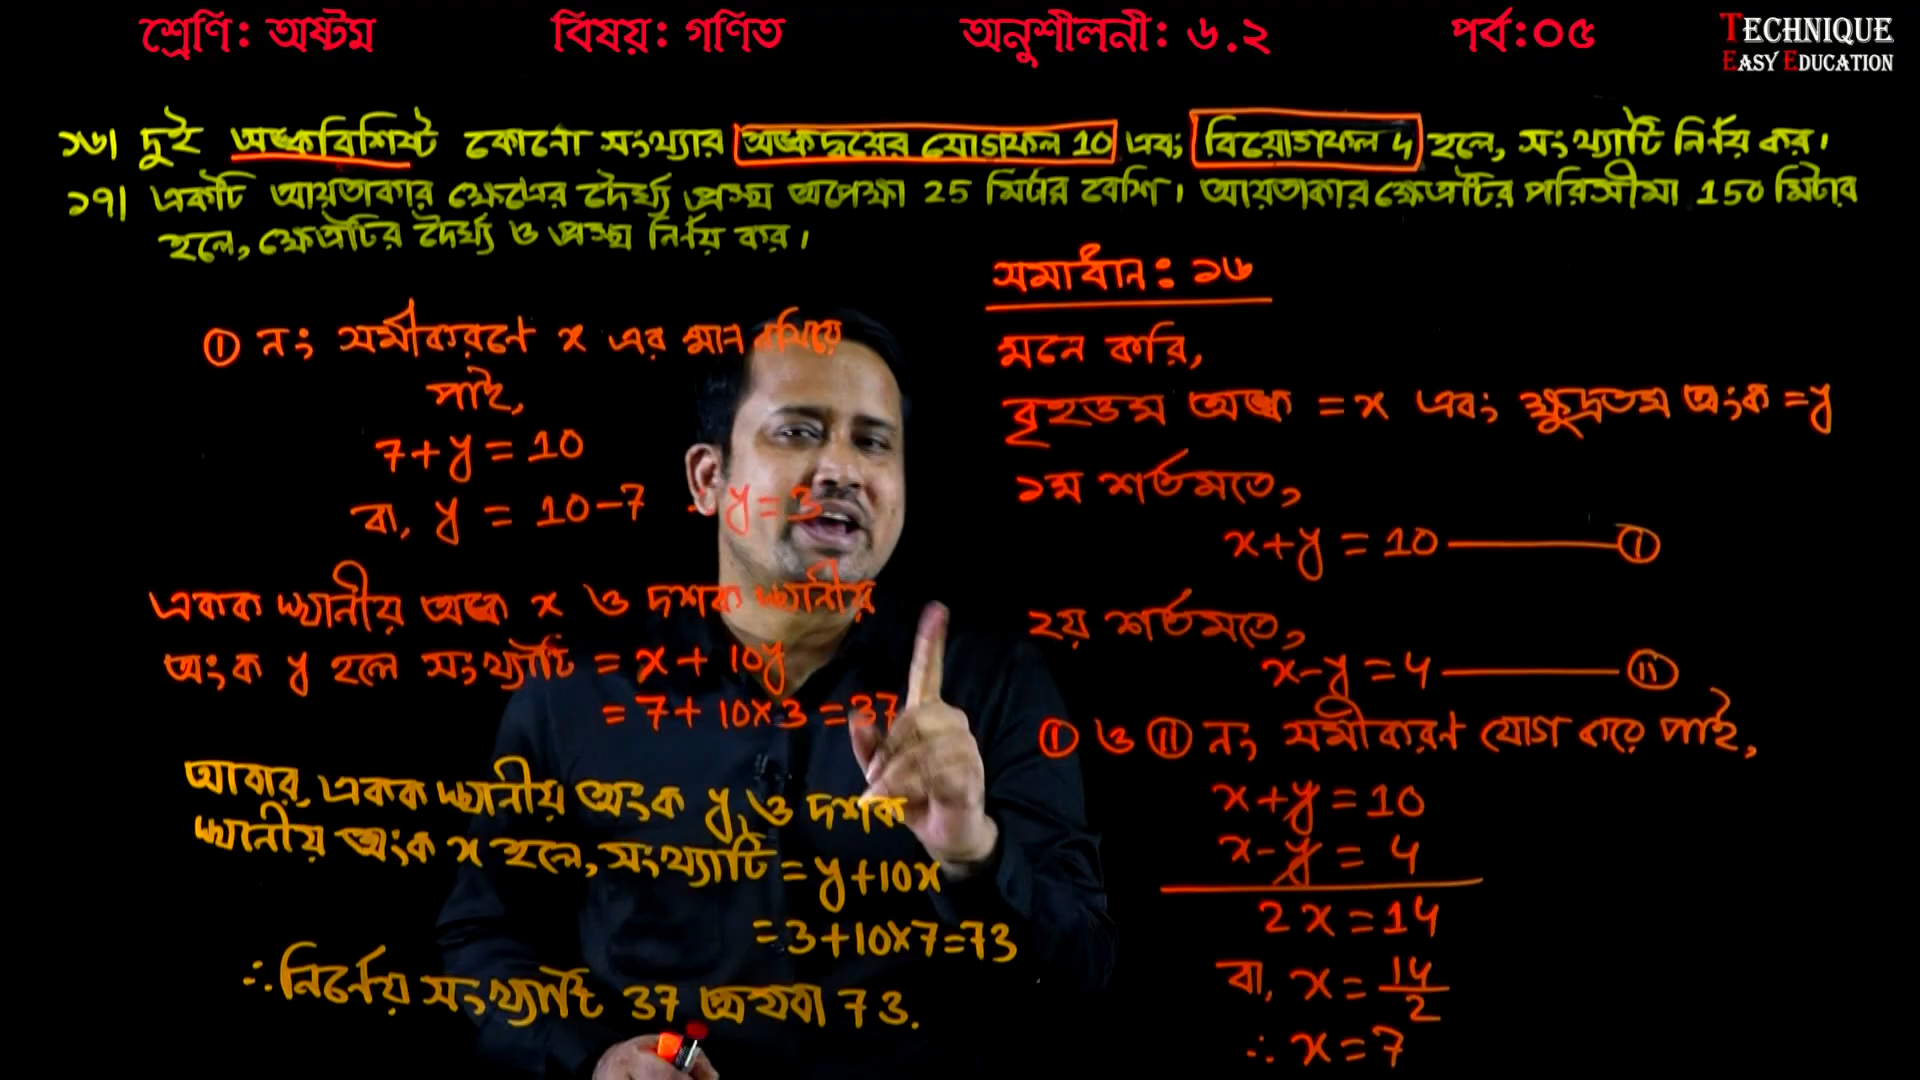 শ্রেণি: অষ্টম বিষয়: গণিত অনুশীলনী: ৬.২ পর্ব:০৫
TECHNIQUE
EASY EDUCATION
১৬। দুই অঙ্কবিশিষ্ট কোনো সংখ্যার অঙ্কদ্বয়ের যোগফল 10 এবং বিয়োগফল 4 হলে, সংখ্যাটি নির্ণয় কর।
১৭। একটি আয়তাকার ক্ষেত্রের দৈর্ঘ্য প্রস্থ অপেক্ষা 25 মিটার বেশি। আয়তাকার ক্ষেত্রটির পরিসীমা 150 মিটার
হলে, ক্ষেত্রটির দৈর্ঘ্য ও প্রস্থ নির্ণয় কর।
সমাধান: ১৬
মনে করি,
বৃহত্তম অঙ্ক = x এবং ক্ষুদ্রতম অংক = y
১ম শর্তমতে,
x+y = 10 ——— (i)
২য় শর্তমতে,
x-y = 4 ——— (ii)
(i) ও (ii) নং সমীকরণ যোগ করে পাই,
x+y = 10
x-y = 4
2x = 14
বা, x = 14/2
∴ x = 7
(i) নং সমীকরণে x এর মান বসিয়ে
পাই,
7+y = 10
বা, y = 10-7 ∴ y = 3
একক স্থানীয় অঙ্ক x ও দশক স্থানীয়
অংক y হলে সংখ্যাটি = x + 10y
= 7 + 10×3 = 37
আবার, একক স্থানীয় অংক y ও দশক
স্থানীয় অংক x হলে, সংখ্যাটি = y+10x
= 3+10×7=73
∴ নির্ণেয় সংখ্যাটি 37 অথবা 73.